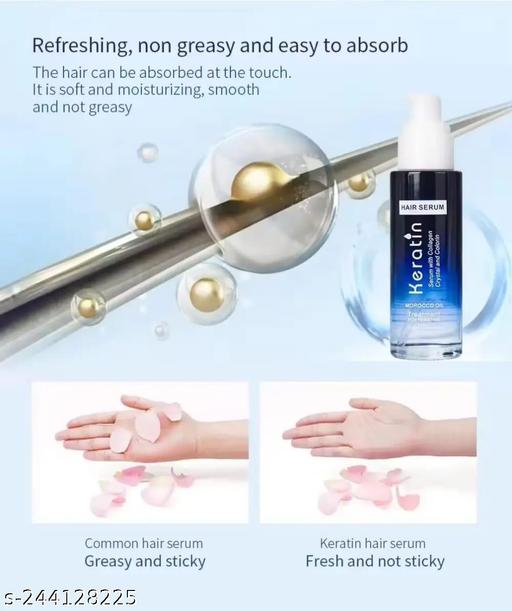 Refreshing, non greasy and easy to absorb
The hair can be absorbed at the touch.
It is soft and moisturizing, smooth
and not greasy
HAIR SERUM
Keratin
Serum with Collagen
Crystal and Colorin
MOROCCO OIL
Treatment
Common hair serum
Greasy and sticky
Keratin hair serum
Fresh and not sticky
s-244128225